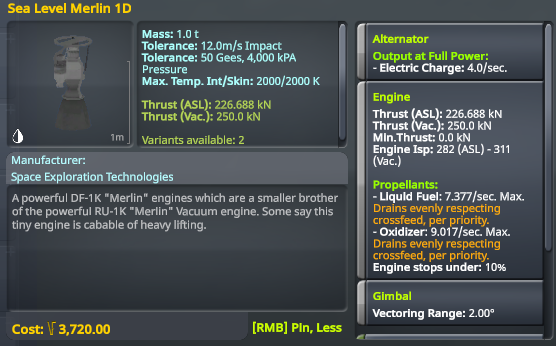 Sea Level Merlin 1D
1m
Mass: 1.0 t
Tolerance: 12.0m/s Impact
Tolerance: 50 Gees, 4,000 kPA
Pressure
Max. Temp. Int/Skin: 2000/2000 K
Thrust (ASL): 226.688 kN
Thrust (Vac.): 250.0 kN
Variants available: 2
Manufacturer:
Space Exploration Technologies
A powerful DF-1K "Merlin" engines which are a smaller brother
of the powerful RU-1K "Merlin" Vacuum engine. Some say this
tiny engine is cabable of heavy lifting.
Cost: 3,720.00
[RMB] Pin, Less
Alternator
Output at Full Power:
- Electric Charge: 4.0/sec.
Engine
Thrust (ASL): 226.688 kN
Thrust (Vac.): 250.0 kN
Min.Thrust: 0.0 kN
Engine Isp: 282 (ASL) - 311
(Vac.)
Propellants:
- Liquid Fuel: 7.377/sec. Max.
Drains evenly respecting
crossfeed, per priority.
- Oxidizer: 9.017/sec. Max.
Drains evenly respecting
crossfeed, per priority.
Engine stops under: 10%
Gimbal
Vectoring Range: 2.00°